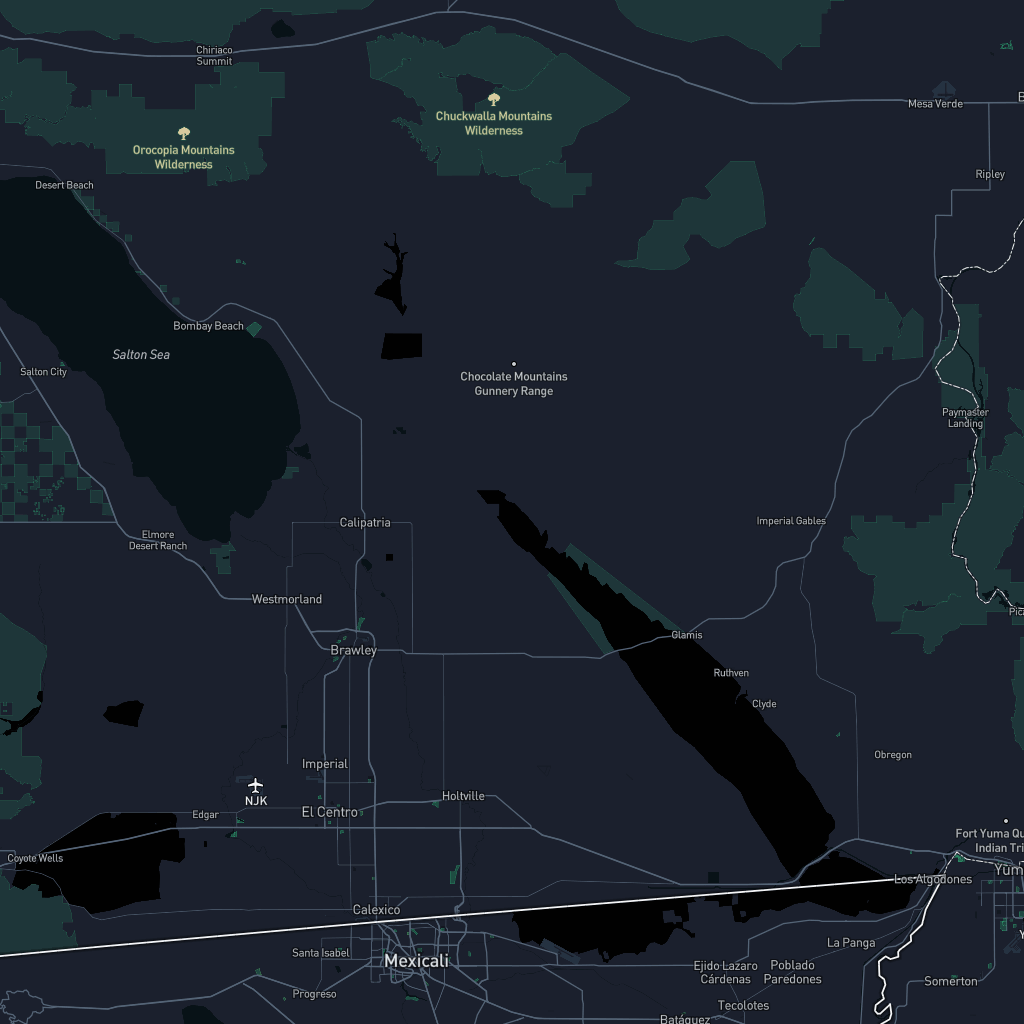 Chiriaco
Summit
Mesa Verde
Chuckwalla Mountains
Wilderness
Orocopia Mountains
Wilderness
Ripley
Desert Beach
Bombay Beach
Salton Sea
Salton City
Chocolate Mountains
Gunnery Range
Paymaster
Landing
Calipatria
Imperial Gables
Elmore
Desert Ranch
Westmorland
Pica
Glamis
Brawley
Ruthven
Clyde
Obregon
Imperial
NJK
Holtville
Edgar
El Centro
Fort Yuma Qu
Indian Tri
Coyote Wells
Yum
Los Algodones
Calexico
Y
La Panga
Santa Isabel
Mexicali
Ejido Lazaro
Cárdenas
Poblado
Paredones
Somerton
Progreso
Tecolotes
Batáquez